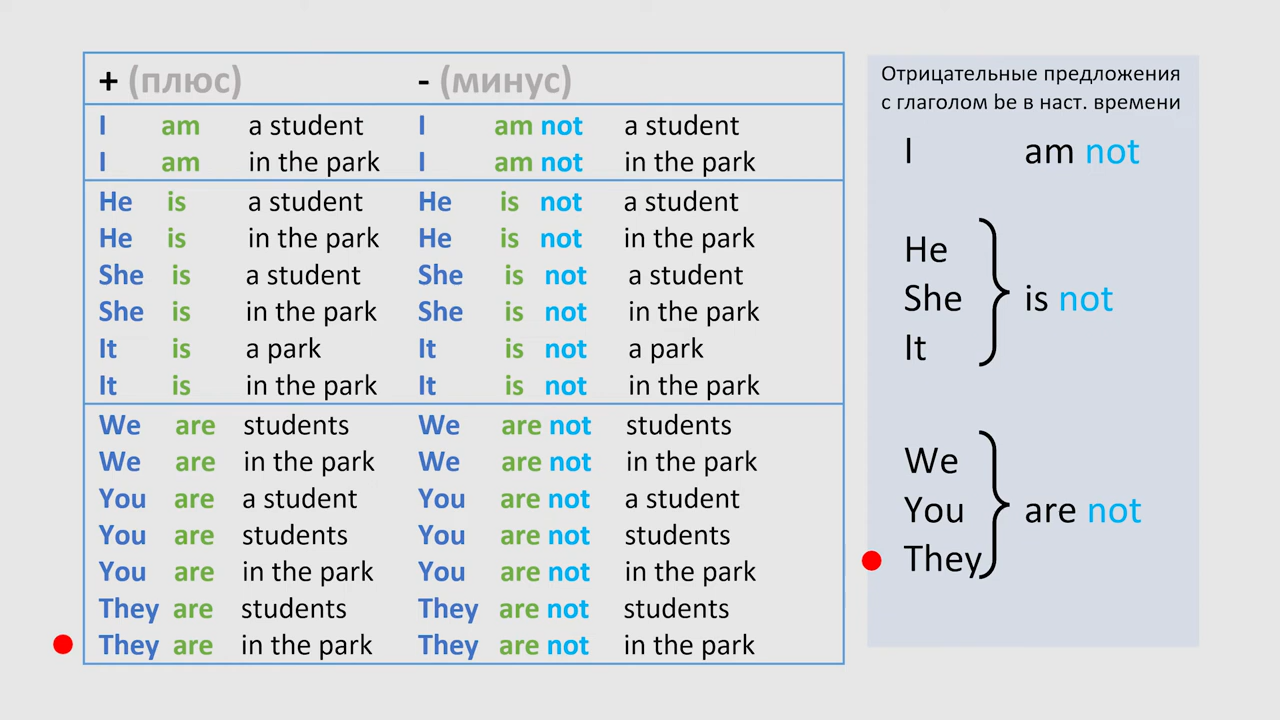 + (плюс) - (минус)
I am a student I am not a student
I am in the park I am not in the park
He is a student He is not a student
He is in the park He is not in the park
She is a student She is not a student
She is in the park She is not in the park
It is a park It is not a park
It is in the park It is not in the park
We are students We are not students
We are in the park We are not in the park
You are a student You are not a student
You are students You are not students
You are in the park You are not in the park
They are students They are not students
They are in the park They are not in the park
Отрицательные предложения
с глаголом be в наст. времени
I am not
He
She is not
It
We
You are not
They